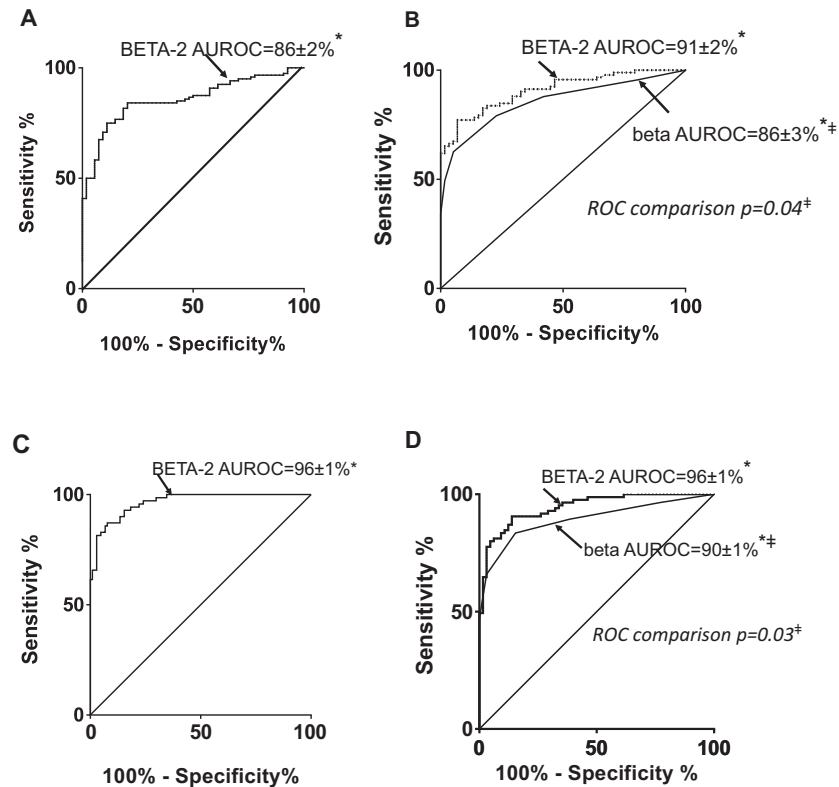 A
BETA-2 AUROC=86±2%*
100
50
0
Sensitivity %
0 50 100
100% - Specificity%
B
BETA-2 AUROC=91±2%*
100
beta AUROC=86±3%*‡
50
ROC comparison p=0.04‡
0
Sensitivity %
0 50 100
100% - Specificity%
C
BETA-2 AUROC=96±1%*
100
50
0
Sensitivity %
0 50 100
100% - Specificity%
D
BETA-2 AUROC=96±1%*
100
beta AUROC=90±1%*‡
50
ROC comparison p=0.03‡
0
Sensitivity %
0 50 100
100% - Specificity %